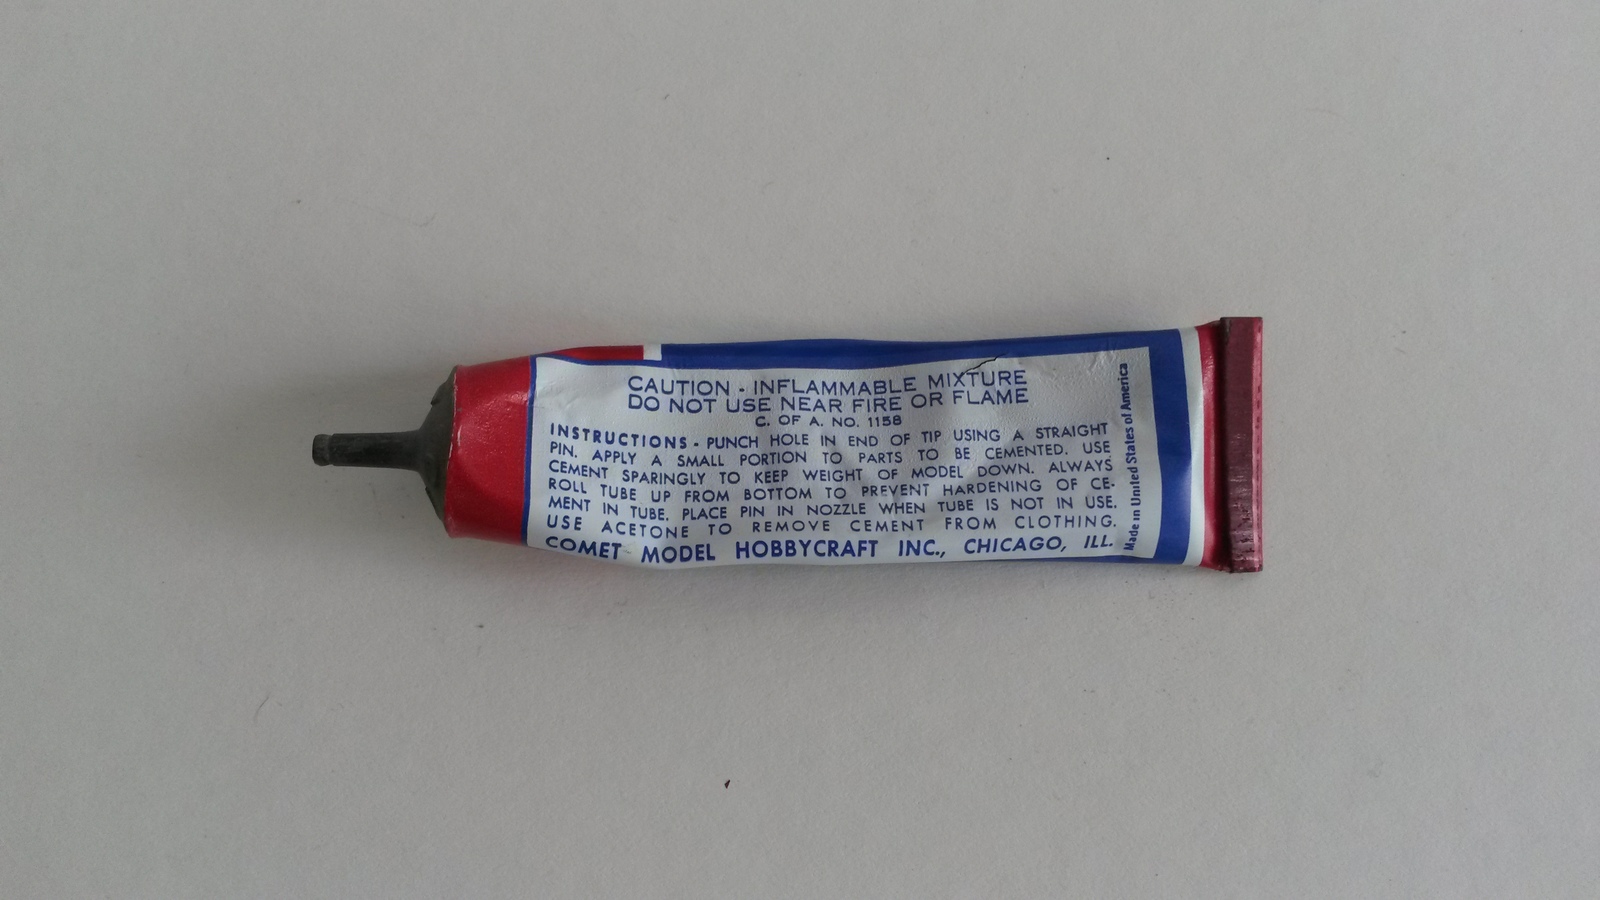 CAUTION - INFLAMMABLE MIXTURE
DO NOT USE NEAR FIRE OR FLAME
C. OF A. NO. 1158
INSTRUCTIONS - PUNCH HOLE IN END OF TIP USING A STRAIGHT
PIN. APPLY A SMALL PORTION TO PARTS TO BE CEMENTED. USE
CEMENT SPARINGLY TO KEEP WEIGHT OF MODEL DOWN. ALWAYS
ROLL TUBE UP FROM BOTTOM TO PREVENT HARDENING OF CE-
MENT IN TUBE. PLACE PIN IN NOZZLE WHEN TUBE IS NOT IN USE.
USE ACETONE TO REMOVE CEMENT FROM CLOTHING.
COMET MODEL HOBBYCRAFT INC., CHICAGO, ILL.
Made in United States of America